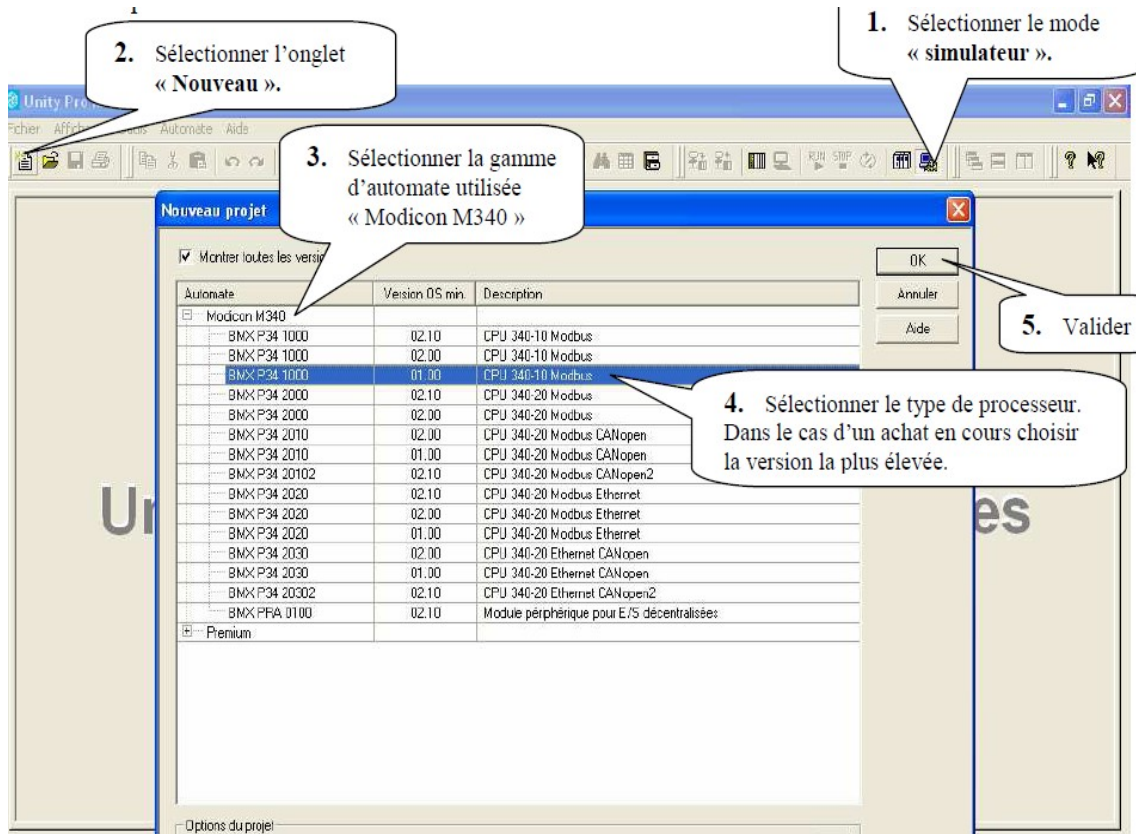 1. Sélectionner le mode
« simulateur ».
2. Sélectionner l’onglet
« Nouveau ».
Unity Pro
Automate Aide
RUN STOP
3. Sélectionner la gamme
d’automate utilisée
« Modicon M340 »
Nouveau projet
Montrer toutes les
OK
Annuler
Aide
5. Valider
Automate Version OS min. Description
Modicon M340
BMX P34 1000 02.10 CPU 340-10 Modbus
BMX P34 1000 02.00 CPU 340-10 Modbus
BMX P34 1000 01.00 CPU 340-10 Modbus
BMX P34 2000 02.10 CPU 340-20 Modbus
BMX P34 2000 02.00 CPU 340-20 Modbus
BMX P34 2010 02.00 CPU 340-20 Modbus CANopen
BMX P34 2010 01.00 CPU 340-20 Modbus CANopen
BMX P34 20102 02.10 CPU 340-20 Modbus CANopen2
BMX P34 2020 02.10 CPU 340-20 Modbus Ethernet
BMX P34 2020 02.00 CPU 340-20 Modbus Ethernet
BMX P34 2020 01.00 CPU 340-20 Modbus Ethernet
BMX P34 2030 02.00 CPU 340-20 Ethernet CANopen
BMX P34 2030 01.00 CPU 340-20 Ethernet CANopen
BMX P34 20302 02.10 CPU 340-20 Ethernet CANopen2
BMX PRA 0100 02.10 Module périphérique pour E/S décentralisées
Premium
4. Sélectionner le type de processeur.
Dans le cas d’un achat en cours choisir
la version la plus élevée.
Options du projet